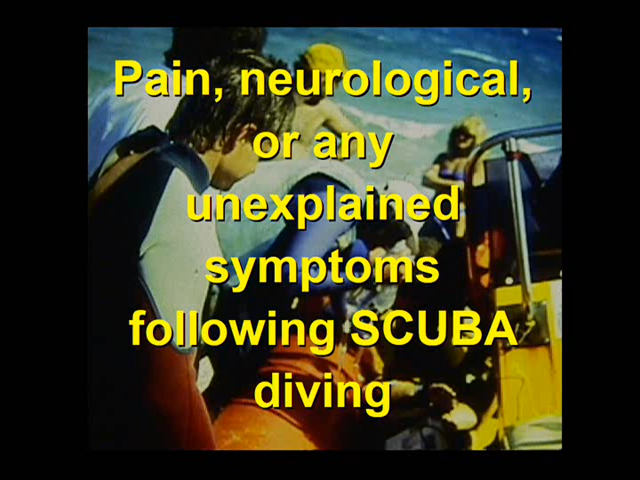 Pain, neurological,
or any
unexplained
symptoms
following SCUBA
diving